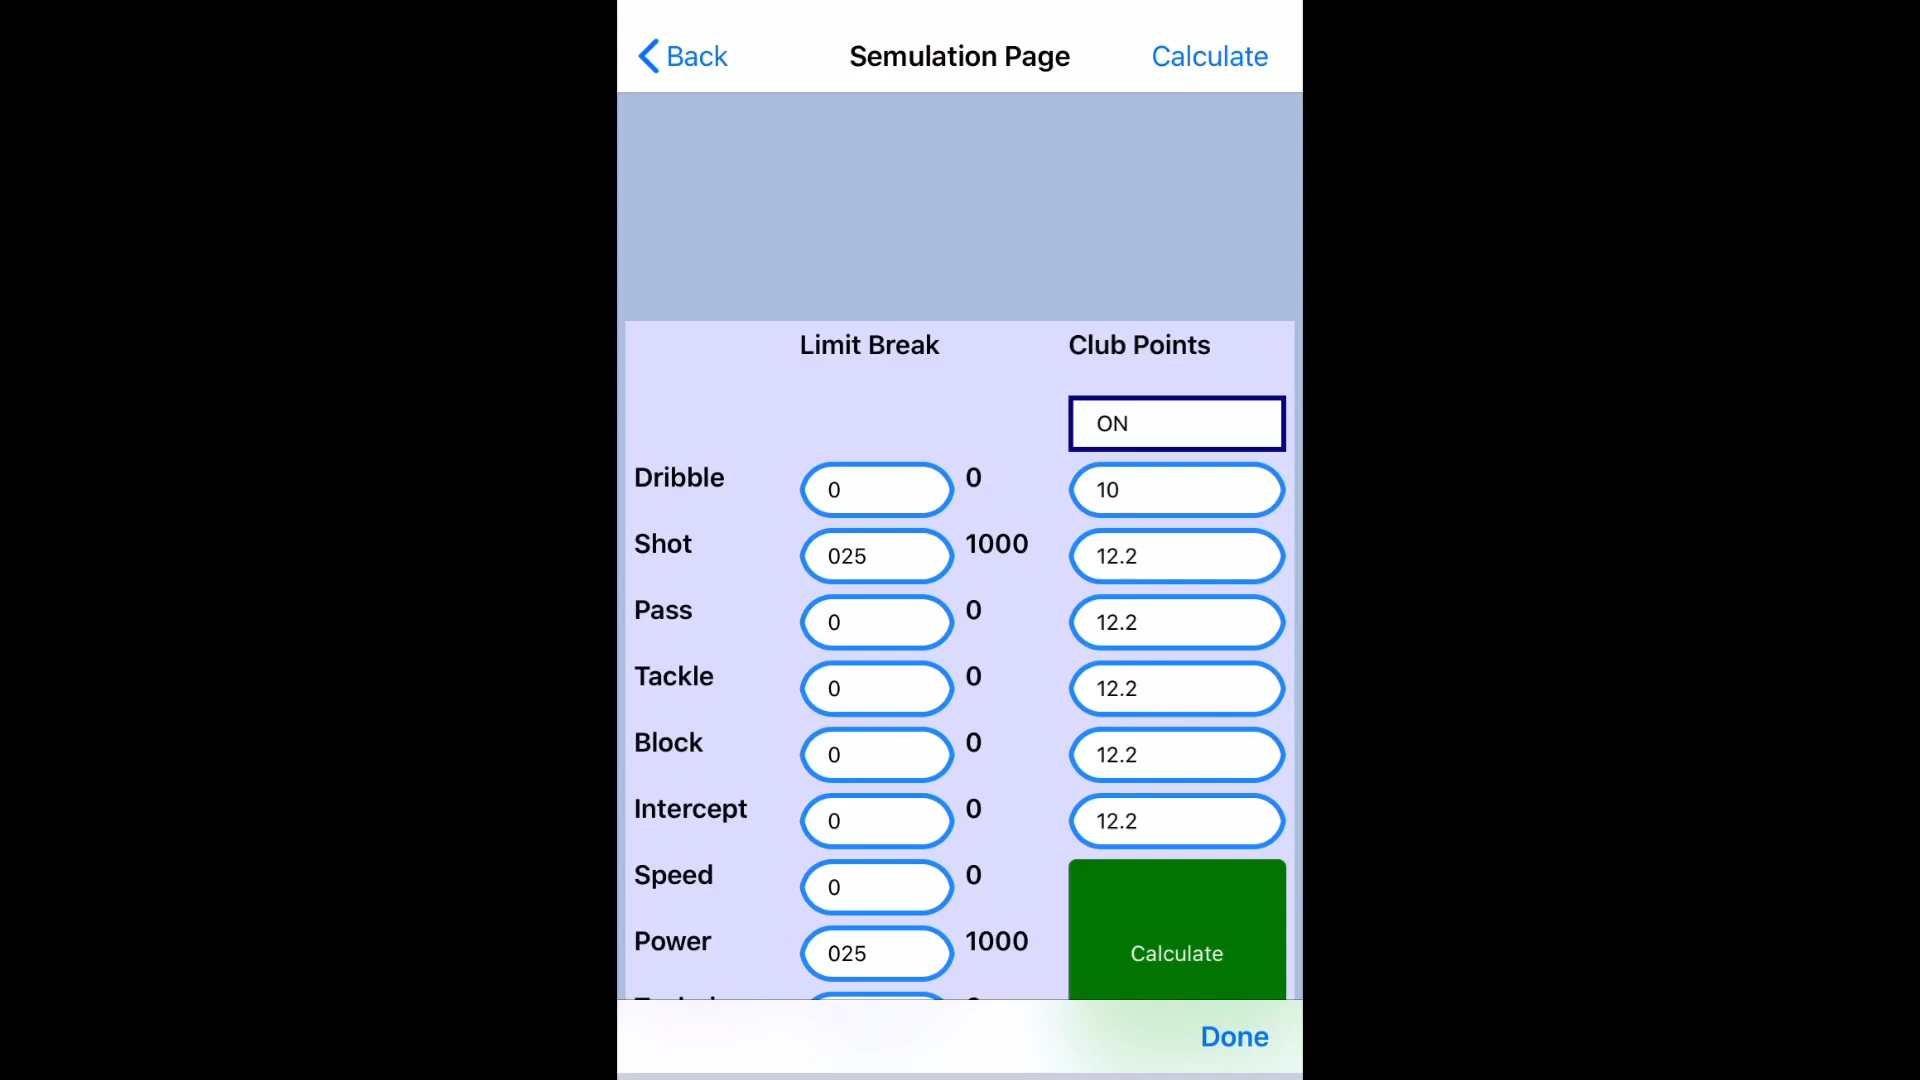 Back Semulation Page Calculate
Limit Break Club Points
ON
Dribble 0 0 10
Shot 025 1000 12.2
Pass 0 0 12.2
Tackle 0 0 12.2
Block 0 0 12.2
Intercept 0 0 12.2
Speed 0 0
Power 025 1000
Calculate
Done